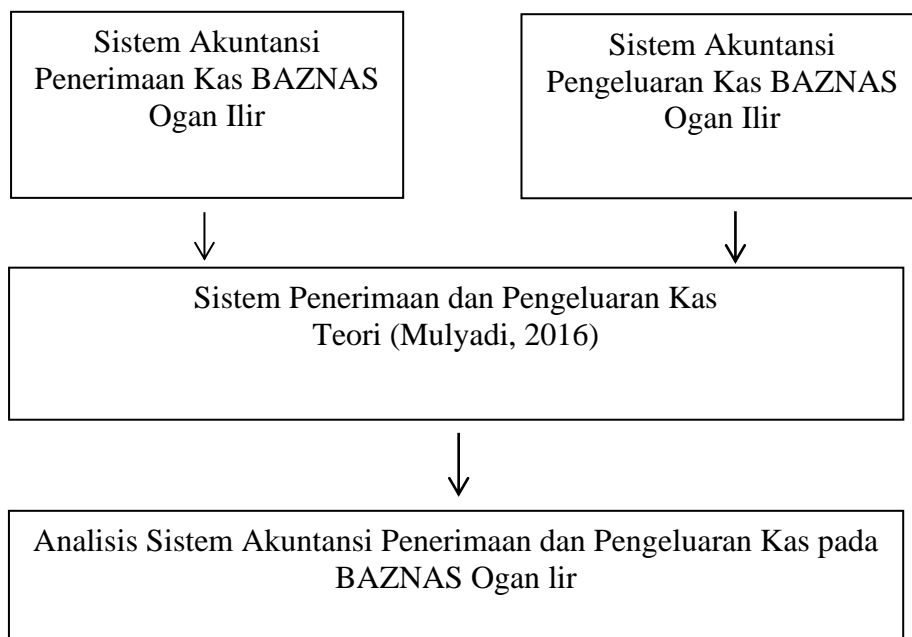 Sistem Akuntansi
Penerimaan Kas BAZNAS
Ogan Ilir
Sistem Akuntansi
Pengeluaran Kas BAZNAS
Ogan Ilir
Sistem Penerimaan dan Pengeluaran Kas
Teori (Mulyadi, 2016)
Analisis Sistem Akuntansi Penerimaan dan Pengeluaran Kas pada
BAZNAS Ogan lir